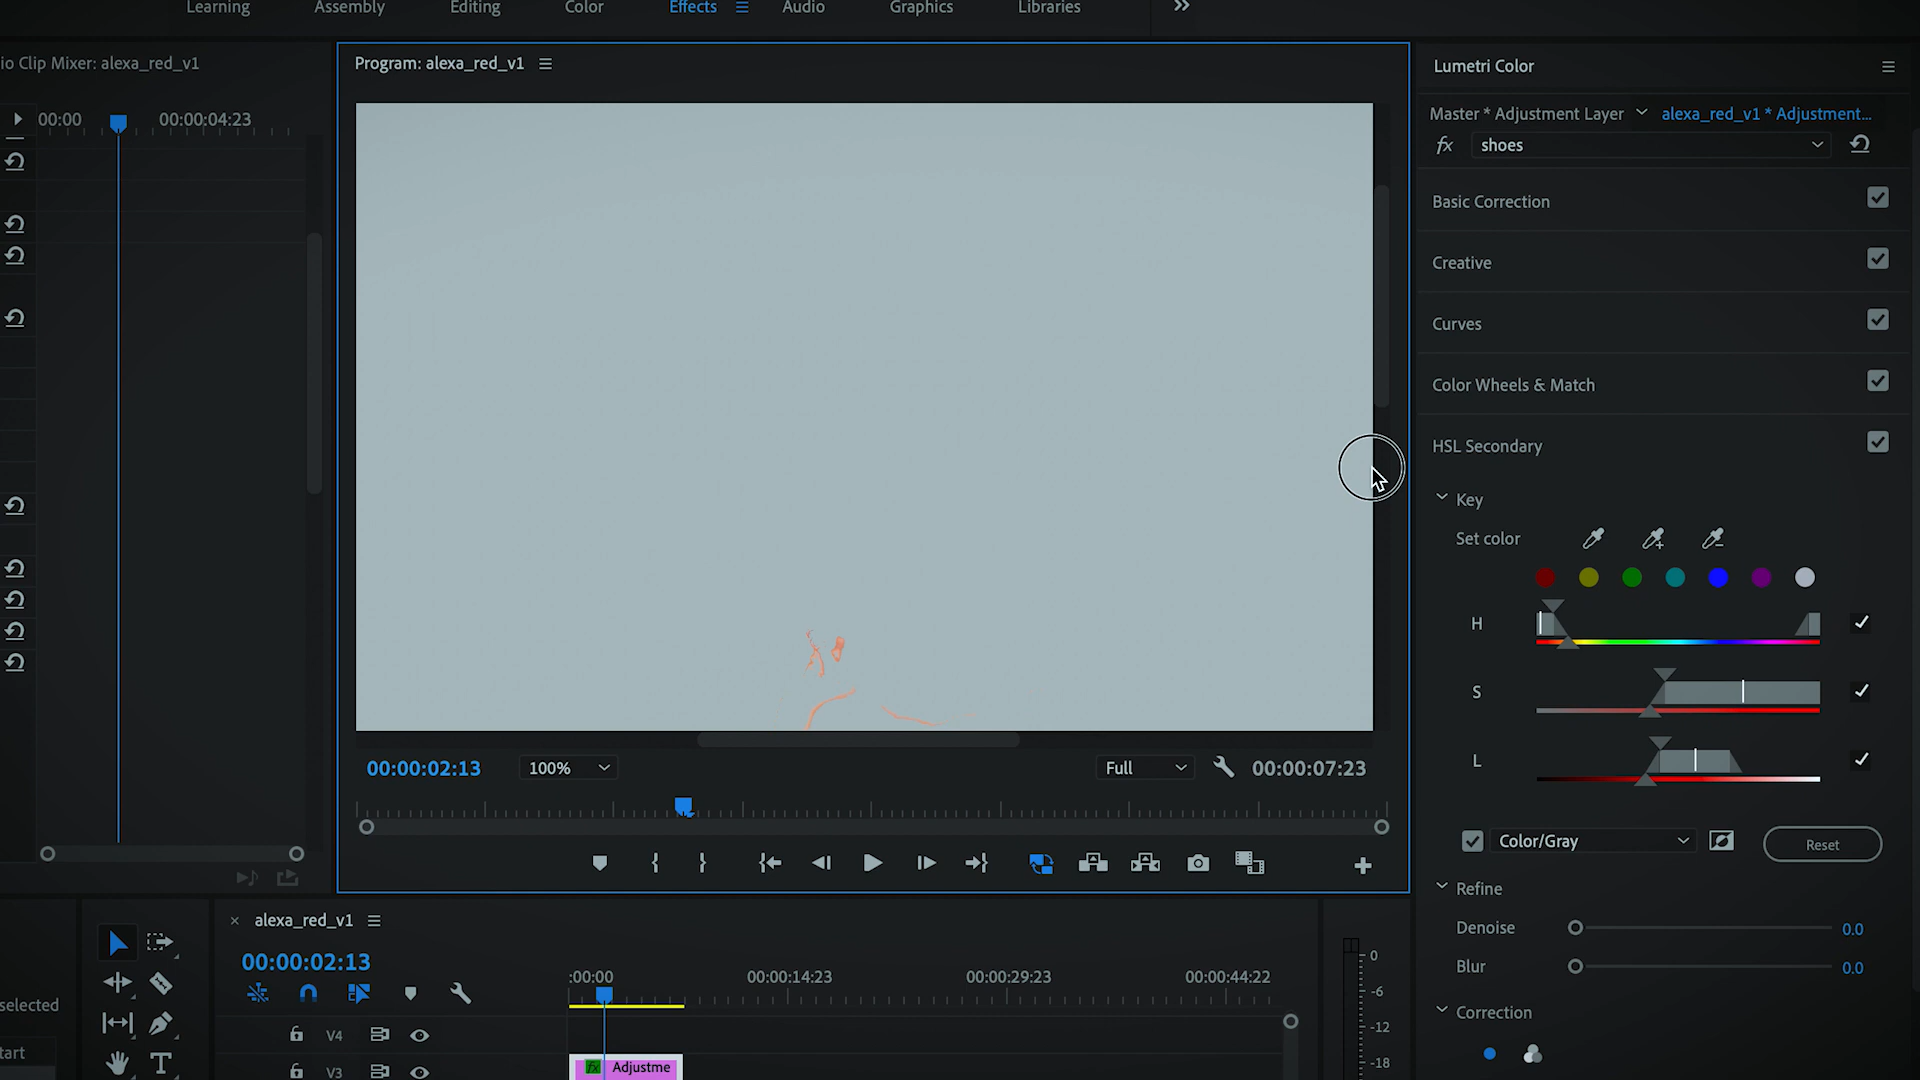 Learning Assembly Editing Color Effects Audio Graphics Libraries
io Clip Mixer: alexa_red_v1
Program: alexa_red_v1
Lumetri Color
00:00 00:00:04:23
Master * Adjustment Layer alexa_red_v1 * Adjustment...
fx shoes
Basic Correction
Creative
Curves
Color Wheels & Match
HSL Secondary
Key
Set color
H
S
L
00:00:02:13 100% Full 00:00:07:23
Color/Gray Reset
Refine
Denoise 0.0
Blur 0.0
Correction
× alexa_red_v1
00:00:02:13
:00:00 00:00:14:23 00:00:29:23 00:00:44:22
selected
tart
V4
V3
fx Adjustme
0
-6
-12
-18